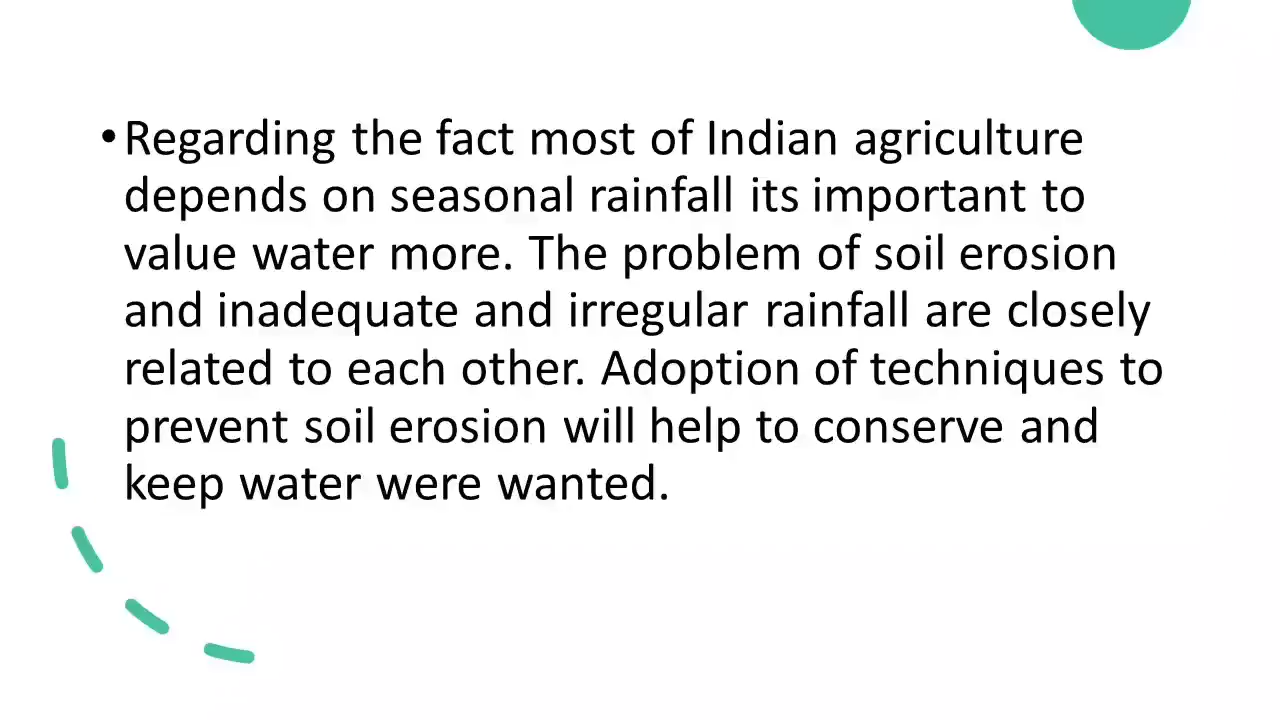 •Regarding the fact most of Indian agriculture
depends on seasonal rainfall its important to
value water more. The problem of soil erosion
and inadequate and irregular rainfall are closely
related to each other. Adoption of techniques to
prevent soil erosion will help to conserve and
keep water were wanted.